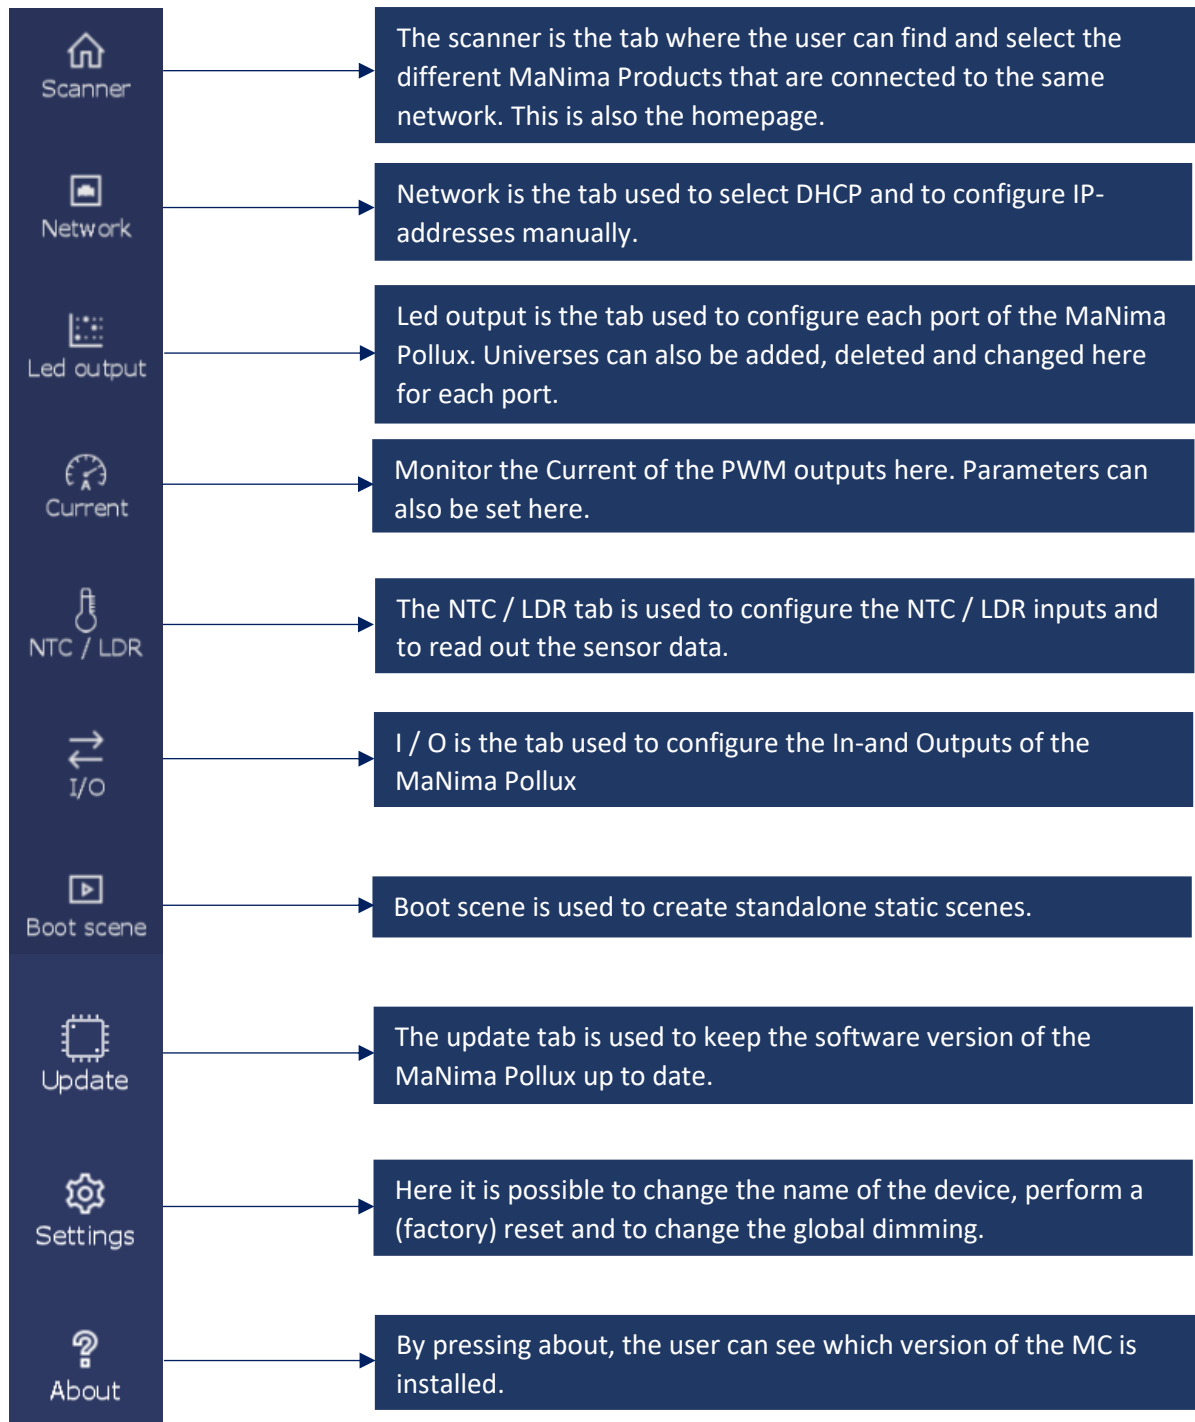 Scanner
The scanner is the tab where the user can find and select the
different MaNima Products that are connected to the same
network. This is also the homepage.
Network
Network is the tab used to select DHCP and to configure IP-
addresses manually.
Led output
Led output is the tab used to configure each port of the MaNima
Pollux. Universes can also be added, deleted and changed here
for each port.
A
Current
Monitor the Current of the PWM outputs here. Parameters can
also be set here.
NTC / LDR
The NTC / LDR tab is used to configure the NTC / LDR inputs and
to read out the sensor data.
I/O
I / O is the tab used to configure the In-and Outputs of the
MaNima Pollux
Boot scene
Boot scene is used to create standalone static scenes.
Update
The update tab is used to keep the software version of the
MaNima Pollux up to date.
Settings
Here it is possible to change the name of the device, perform a
(factory) reset and to change the global dimming.
?
About
By pressing about, the user can see which version of the MC is
installed.